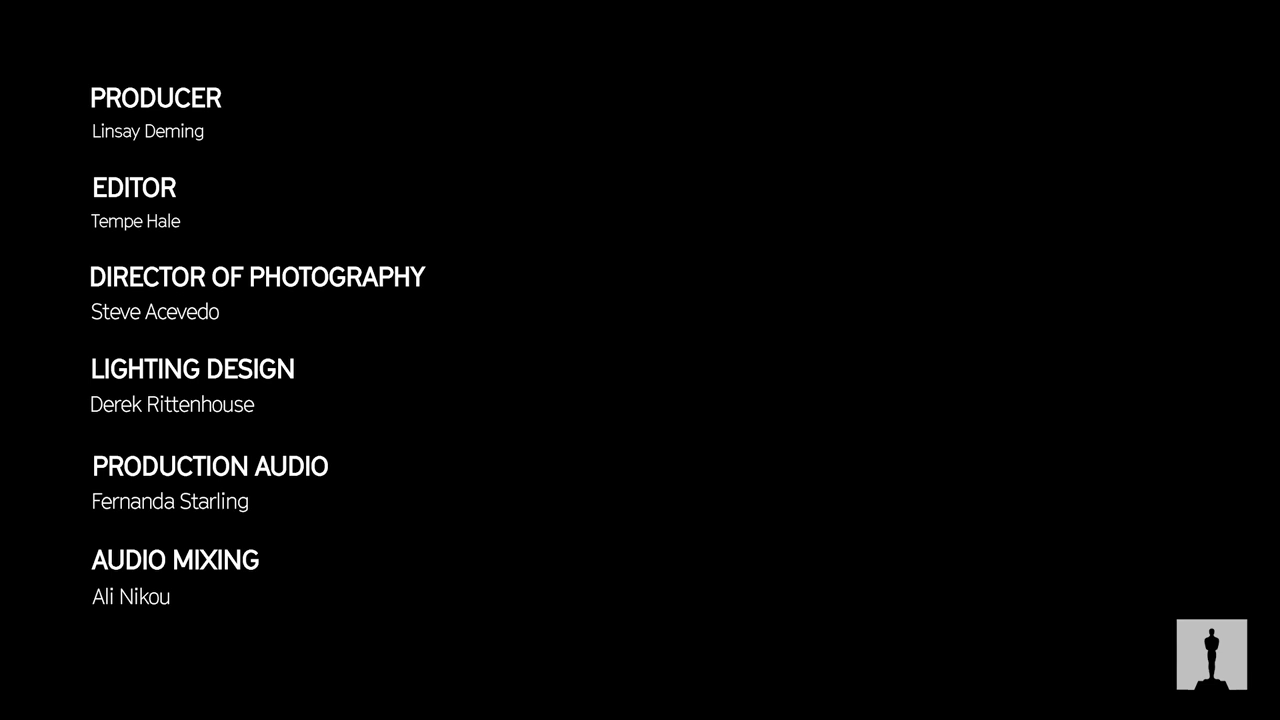 PRODUCER
Linsay Deming
EDITOR
Tempe Hale
DIRECTOR OF PHOTOGRAPHY
Steve Acevedo
LIGHTING DESIGN
Derek Rittenhouse
PRODUCTION AUDIO
Fernanda Starling
AUDIO MIXING
Ali Nikou